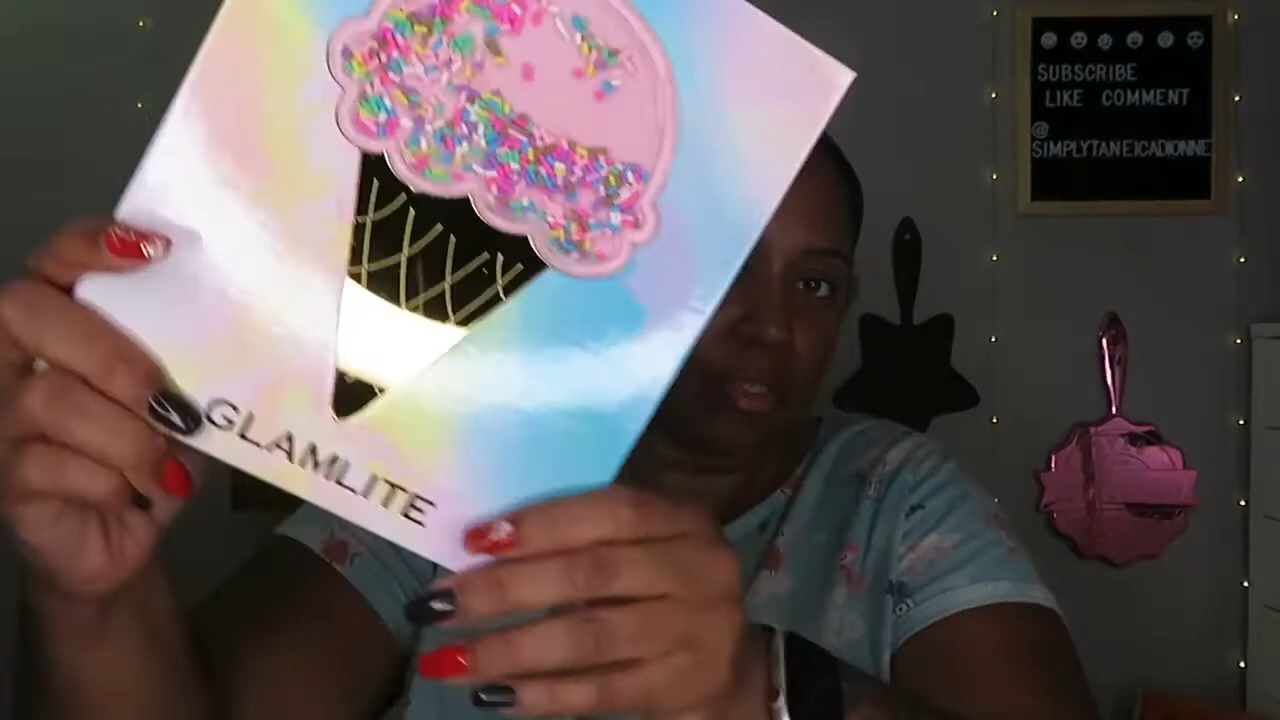 GLAMLITE
SUBSCRIBE
LIKE COMMENT
@
SIMPLYTANEICADIONNE